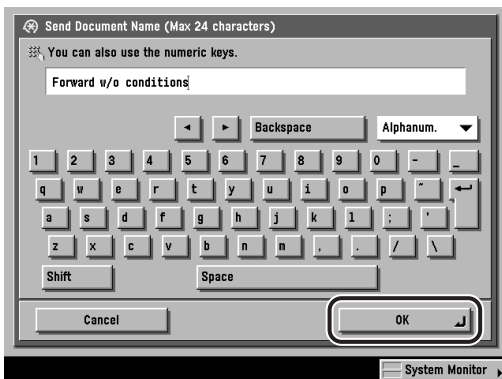 Send Document Name (Max 24 characters)
You can also use the numeric keys.
Forward w/o conditions
◄ ► Backspace Alphanum. ▼
1 2 3 4 5 6 7 8 9 0 - _
q w e r t y u i o p ~
a s d f g h j k l ; '
z x c v b n m , . / \
Shift Space
Cancel OK
System Monitor